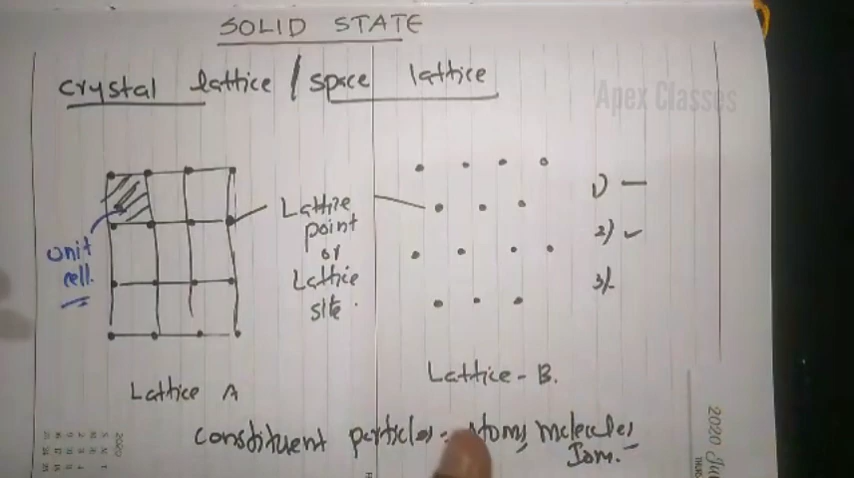 SOLID STATE
Crystal lattice / space lattice
Apex Classes
Lattice
point
or
Lattice
site.
Unit
cell.
1) —
2) ✓
3)
Lattice A
Lattice - B.
constituent particles - Atoms molecules
Ions.
2020
2020